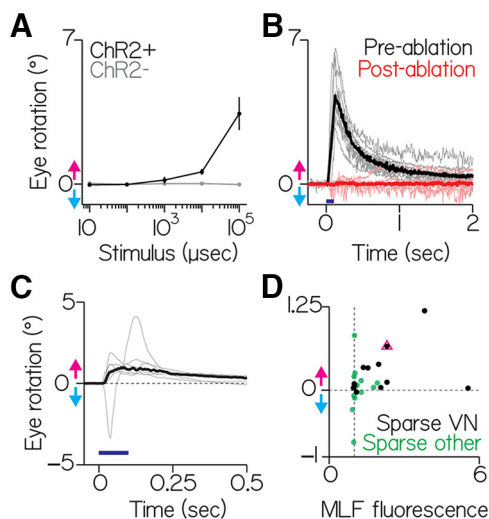 A
7
ChR2+
ChR2-
Eye rotation (°)
0
10
10³
10⁵
Stimulus (μsec)
B
7
Pre-ablation
Post-ablation
0
0
1
2
Time (sec)
C
5
Eye rotation (°)
0
−5
0
0.25
0.5
Time (sec)
D
1.25
0
Sparse VN
Sparse other
−1
0
6
MLF fluorescence